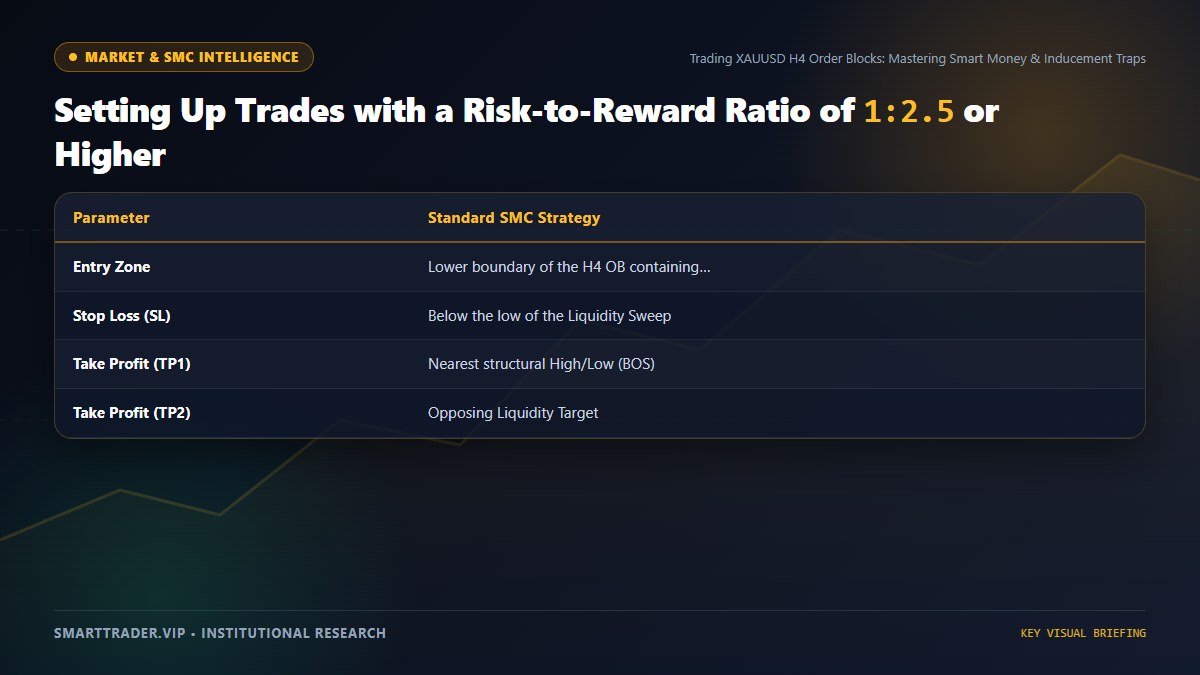 MARKET & SMC INTELLIGENCE
Trading XAUUSD H4 Order Blocks: Mastering Smart Money & Inducement Traps
Setting Up Trades with a Risk-to-Reward Ratio of 1:2.5 or
Higher
Parameter Standard SMC Strategy
Entry Zone Lower boundary of the H4 OB containing...
Stop Loss (SL) Below the low of the Liquidity Sweep
Take Profit (TP1) Nearest structural High/Low (BOS)
Take Profit (TP2) Opposing Liquidity Target
SMARTTRADER.VIP • INSTITUTIONAL RESEARCH
KEY VISUAL BRIEFING